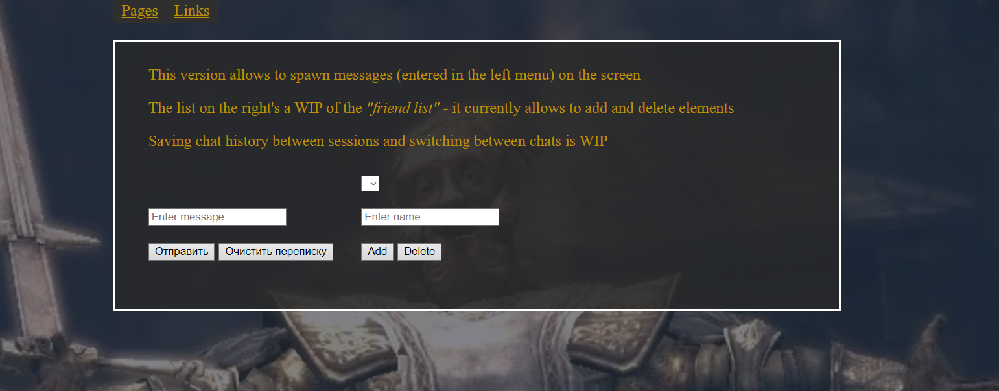 Pages Links
This version allows to spawn messages (entered in the left menu) on the screen
The list on the right's a WIP of the "friend list" - it currently allows to add and delete elements
Saving chat history between sessions and switching between chats is WIP
Enter message Enter name
Отправить Очистить переписку Add Delete